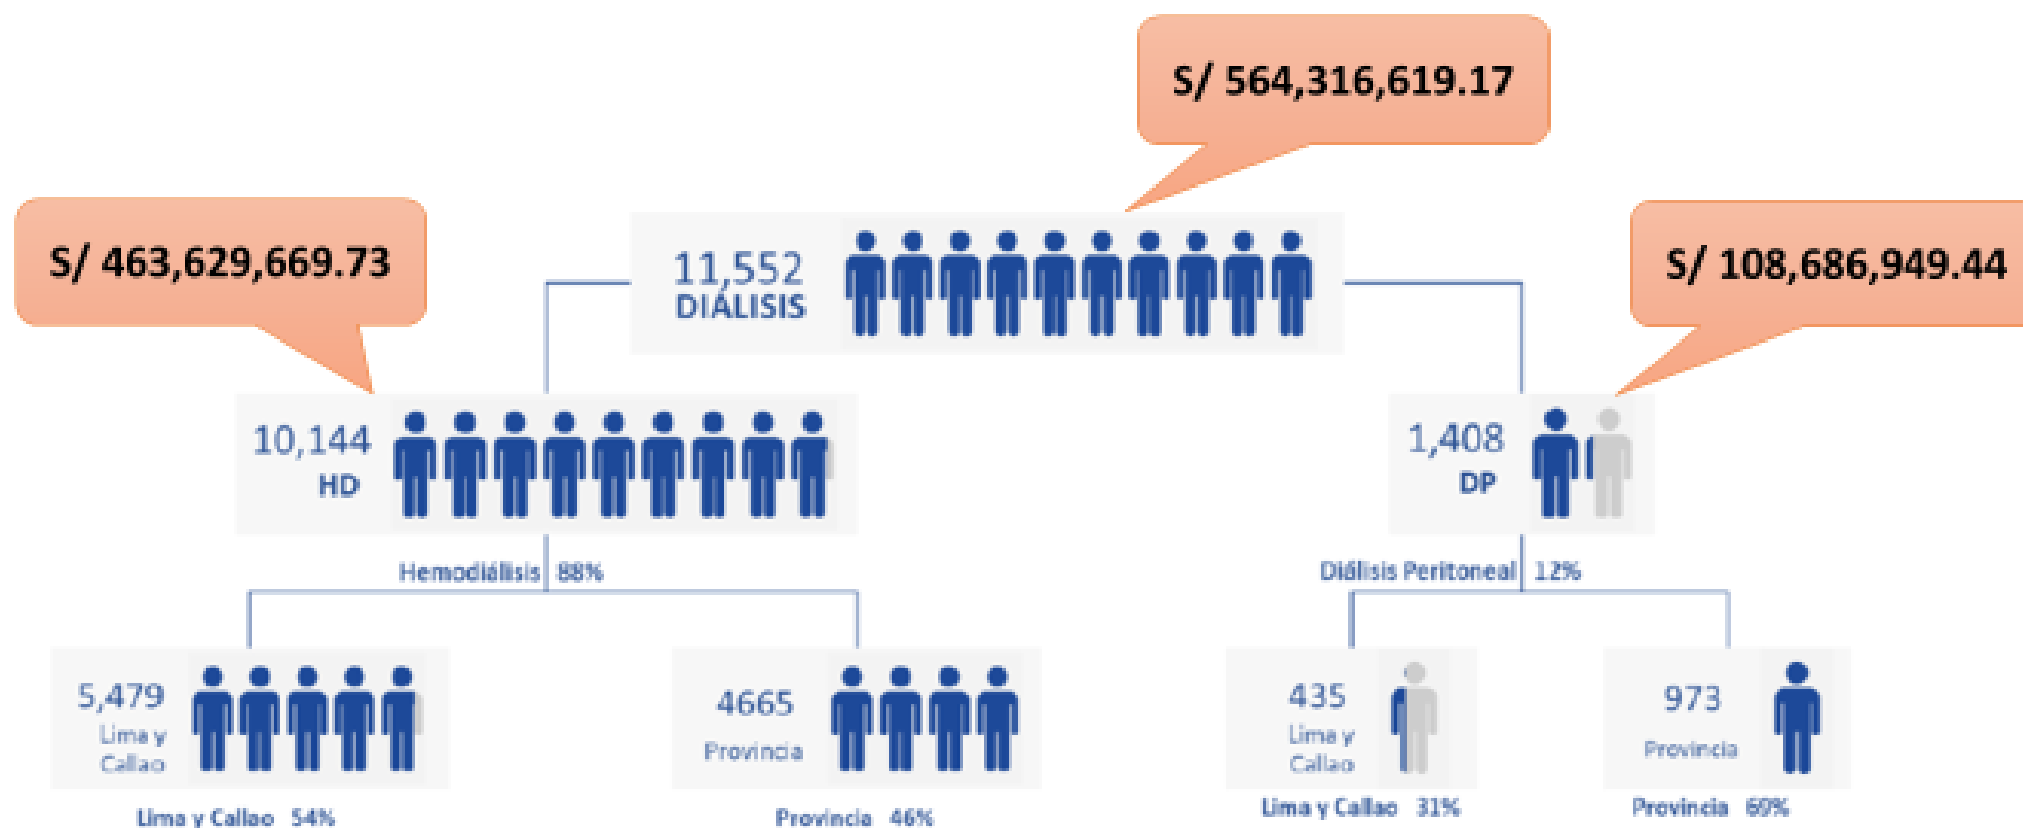 S/ 564,316,619.17
S/ 463,629,669.73
S/ 108,686,949.44
11,552
DIÁLISIS
10,144
HD
1,408
DP
Hemodiálisis 88%
Diálisis Peritoneal 12%
5,479
Lima y
Callao
4665
Provincia
435
Lima y
Callao
973
Provincia
Lima y Callao 54%
Provincia 46%
Lima y Callao 31%
Provincia 69%